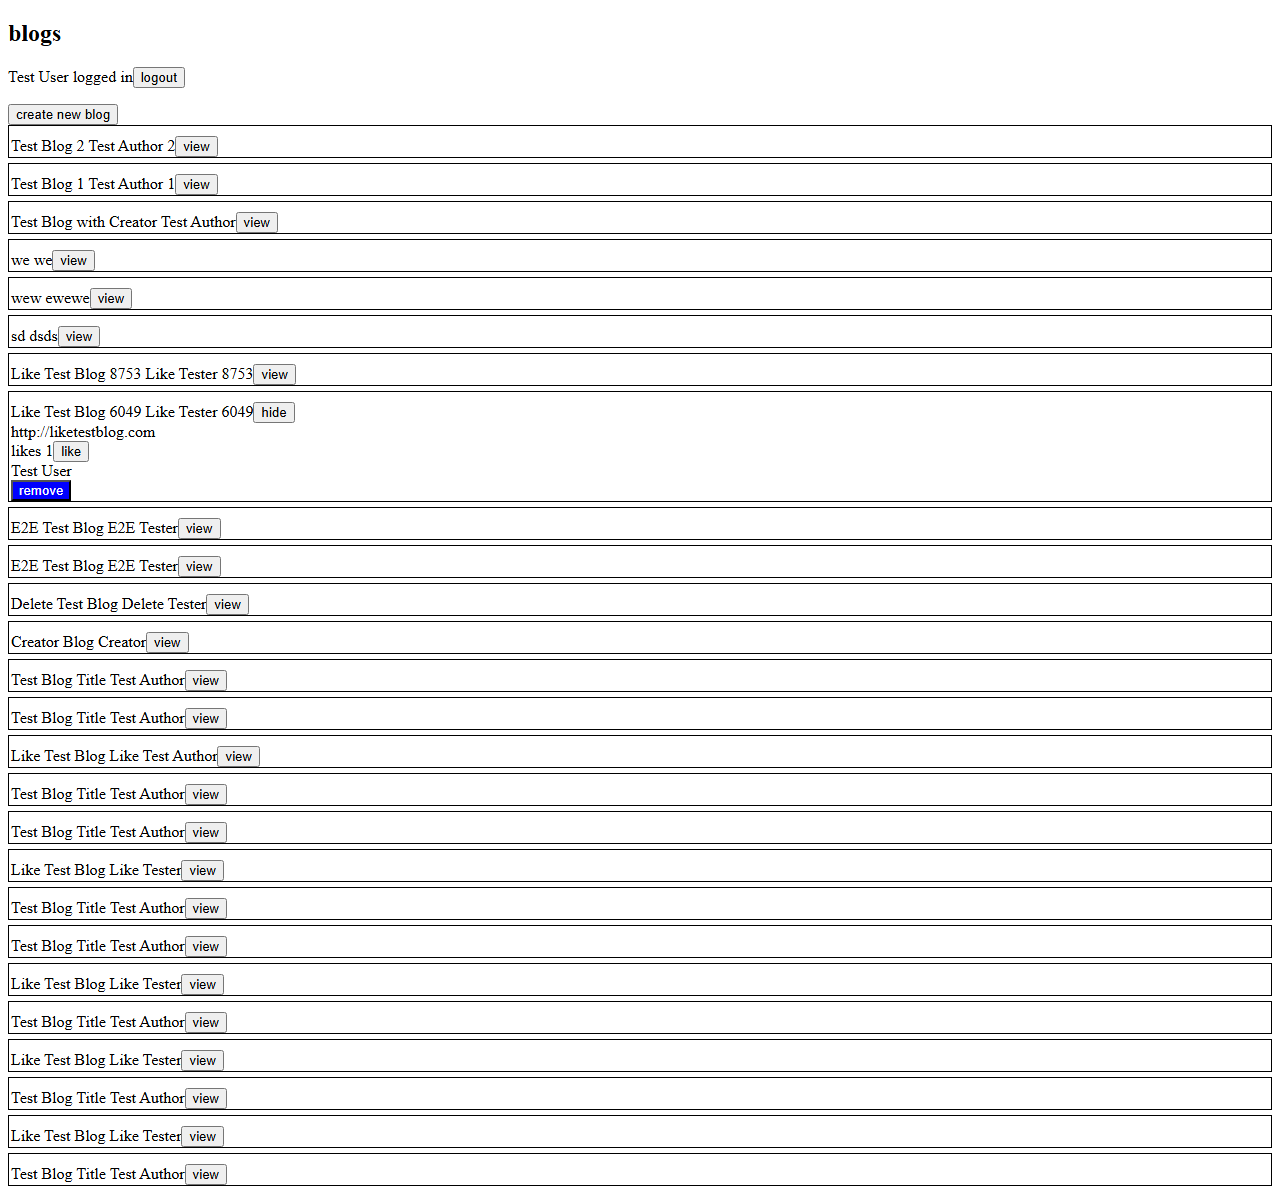 blogs
Test User logged in logout
create new blog
Test Blog 2 Test Author 2 view
Test Blog 1 Test Author 1 view
Test Blog with Creator Test Author view
we we view
wew ewewe view
sd dsds view
Like Test Blog 8753 Like Tester 8753 view
Like Test Blog 6049 Like Tester 6049 hide
http://liketestblog.com
likes 1 like
Test User
remove
E2E Test Blog E2E Tester view
E2E Test Blog E2E Tester view
Delete Test Blog Delete Tester view
Creator Blog Creator view
Test Blog Title Test Author view
Test Blog Title Test Author view
Like Test Blog Like Test Author view
Test Blog Title Test Author view
Test Blog Title Test Author view
Like Test Blog Like Tester view
Test Blog Title Test Author view
Test Blog Title Test Author view
Like Test Blog Like Tester view
Test Blog Title Test Author view
Like Test Blog Like Tester view
Test Blog Title Test Author view
Like Test Blog Like Tester view
Test Blog Title Test Author view